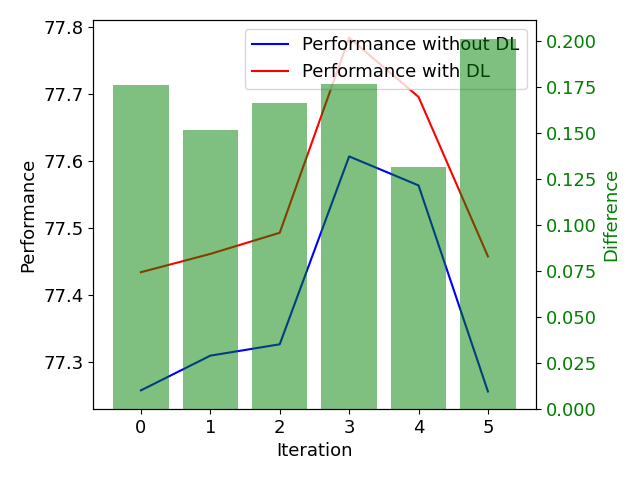 77.8
77.7
77.6
77.5
77.4
77.3
Performance
Performance without DL
Performance with DL
0.200
0.175
0.150
0.125
0.100
0.075
0.050
0.025
0.000
Difference
0 1 2 3 4 5
Iteration